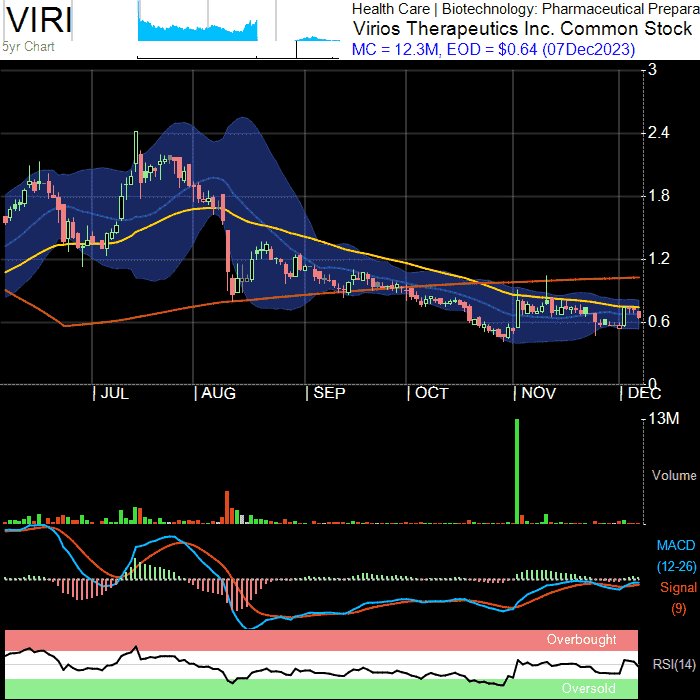 VIRI
5yr Chart
Health Care | Biotechnology: Pharmaceutical Prepara
Virios Therapeutics Inc. Common Stock
MC = 12.3M, EOD = $0.64 (07Dec2023)
3
2.4
1.8
1.2
0.6
0
JUL AUG SEP OCT NOV DEC
13M
Volume
MACD
(12-26)
Signal
(9)
Overbought
RSI(14)
Oversold